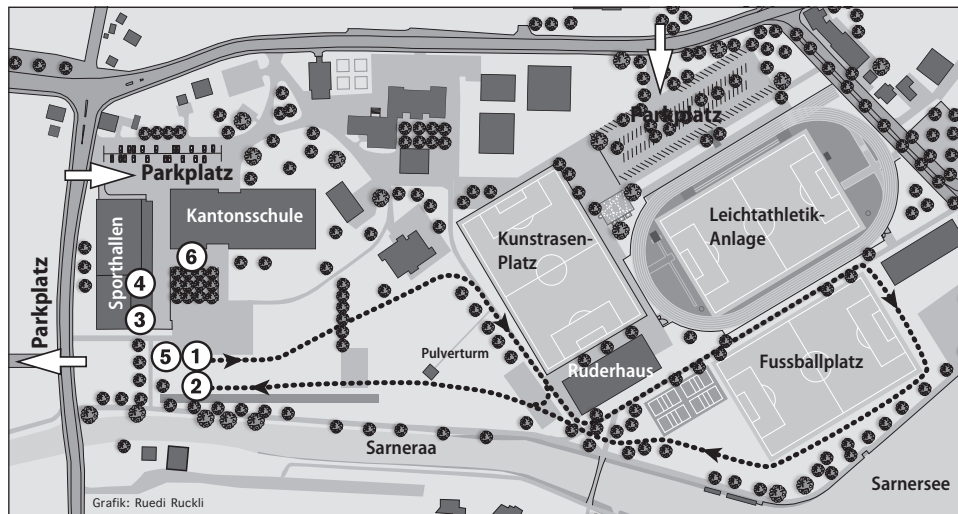 Parkplatz
Parkplatz
Kantonsschule
Sporthallen
Parkplatz
6
4
3
5
1
2
Kunstrasen-
Platz
Leichtathletik-
Anlage
Pulverturm
Ruderhaus
Fussballplatz
Sarneraa
Sarnersee
Grafik: Ruedi Ruckli